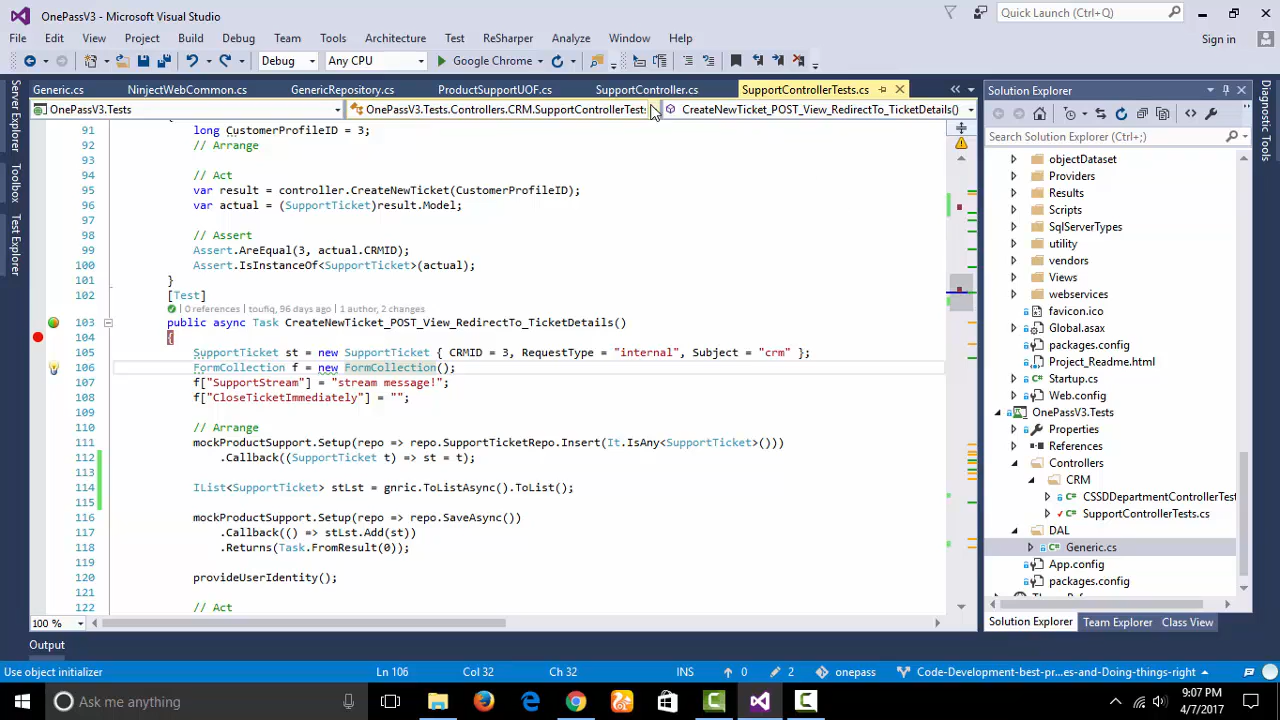 OnePassV3 - Microsoft Visual Studio
Quick Launch (Ctrl+Q)
File Edit View Project Build Debug Team Tools Architecture Test ReSharper Analyze Window Help
Sign in
Debug Any CPU Google Chrome
Generic.cs NinjectWebCommon.cs GenericRepository.cs ProductSupportUOF.cs SupportController.cs SupportControllerTests.cs
OnePassV3.Tests OnePassV3.Tests.Controllers.CRM.SupportControllerTests CreateNewTicket_POST_View_RedirectTo_TicketDetails()
Server Explorer
Toolbox
Test Explorer
91 long CustomerProfileID = 3;
92 // Arrange
93
94 // Act
95 var result = controller.CreateNewTicket(CustomerProfileID);
96 var actual = (SupportTicket)result.Model;
97
98 // Assert
99 Assert.AreEqual(3, actual.CRMID);
100 Assert.IsInstanceOf<SupportTicket>(actual);
101 }
102 [Test]
0 references | toufiq, 96 days ago | 1 author, 2 changes
103 public async Task CreateNewTicket_POST_View_RedirectTo_TicketDetails()
104 {
105 SupportTicket st = new SupportTicket { CRMID = 3, RequestType = "internal", Subject = "crm" };
106 FormCollection f = new FormCollection();
107 f["SupportStream"] = "stream message!";
108 f["CloseTicketImmediately"] = "";
109
110 // Arrange
111 mockProductSupport.Setup(repo => repo.SupportTicketRepo.Insert(It.IsAny<SupportTicket>()))
112 .Callback((SupportTicket t) => st = t);
113
114 IList<SupportTicket> stLst = gnric.ToListAsync().ToList();
115
116 mockProductSupport.Setup(repo => repo.SaveAsync())
117 .Callback(() => stLst.Add(st))
118 .Returns(Task.FromResult(0));
119
120 provideUserIdentity();
121
122 // Act
100 %
Output
Solution Explorer
Search Solution Explorer (Ctrl+;)
objectDataset
Providers
Results
Scripts
SqlServerTypes
utility
vendors
Views
webservices
favicon.ico
Global.asax
packages.config
Project_Readme.html
Startup.cs
Web.config
OnePassV3.Tests
Properties
References
Controllers
CRM
CSSDDepartmentControllerTest
SupportControllerTests.cs
DAL
Generic.cs
App.config
packages.config
Solution Explorer Team Explorer Class View
Diagnostic Tools
Use object initializer Ln 106 Col 32 Ch 32 INS 0 2 onepass Code-Development-best-pr...es-and-Doing-things-right
Ask me anything
9:07 PM
4/7/2017